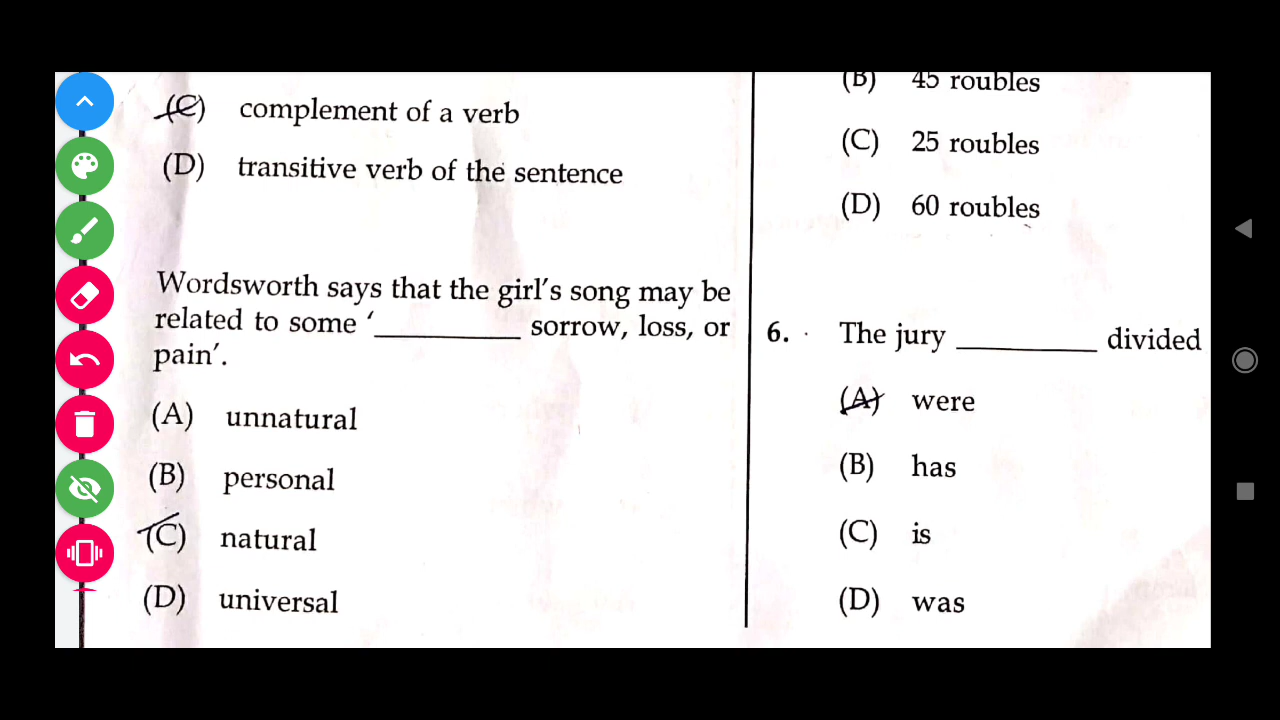 (C) complement of a verb
(D) transitive verb of the sentence
Wordsworth says that the girl's song may be
related to some '__________ sorrow, loss, or
pain'.
(A) unnatural
(B) personal
(C) natural
(D) universal
(B) 45 roubles
(C) 25 roubles
(D) 60 roubles
6. The jury __________ divided
(A) were
(B) has
(C) is
(D) was